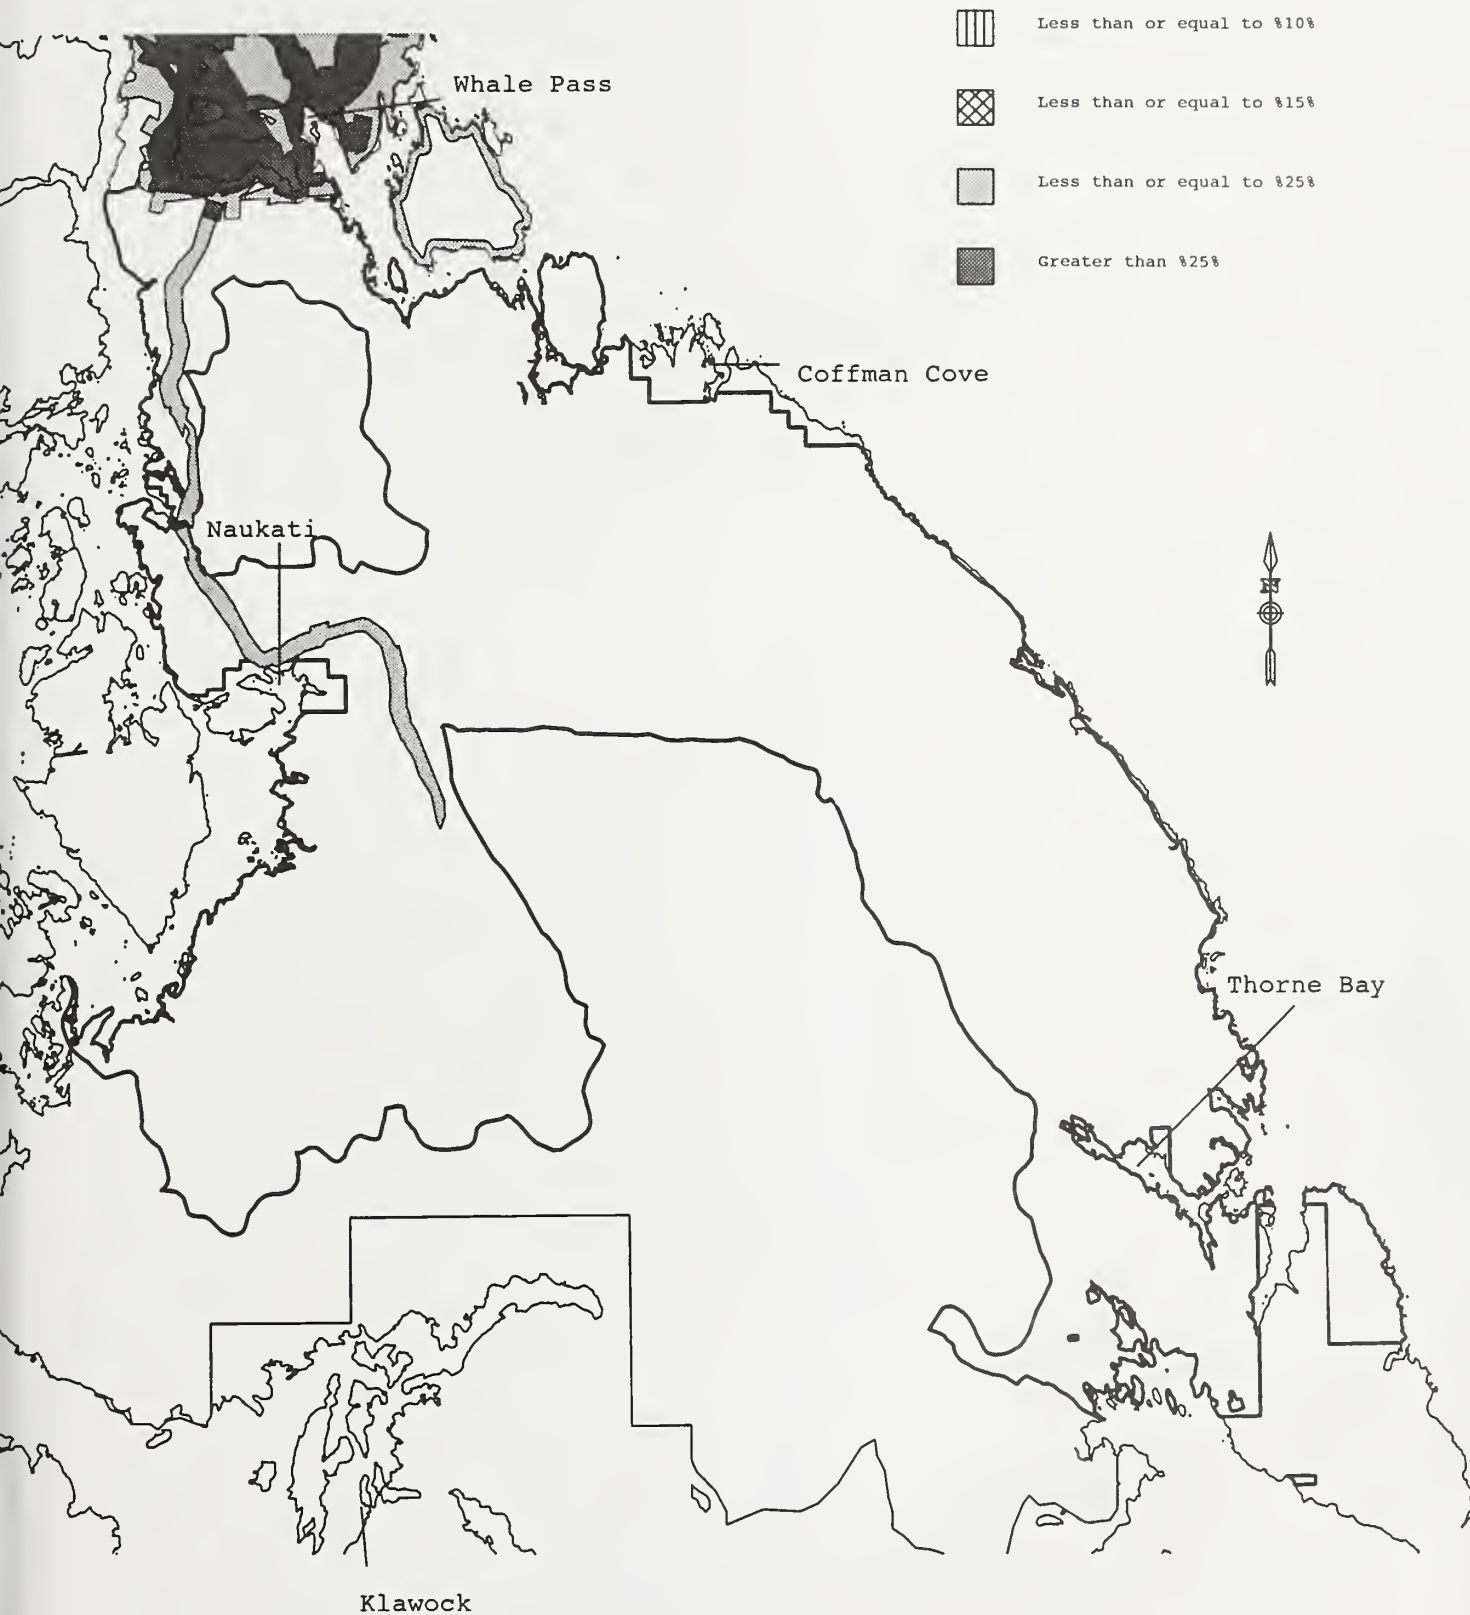 Less than or equal to %10%
Whale Pass
Less than or equal to %15%
Less than or equal to %25%
Greater than %25%
Coffman Cove
Naukati
Thorne Bay
Klawock